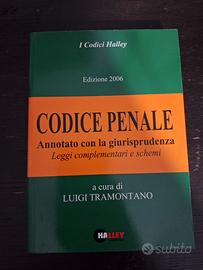 I Codici Halley
Edizione 2006
CODICE PENALE
Annotato con la giurisprudenza
Leggi complementari e schemi
a cura di
LUIGI TRAMONTANO
HALLEY
subito